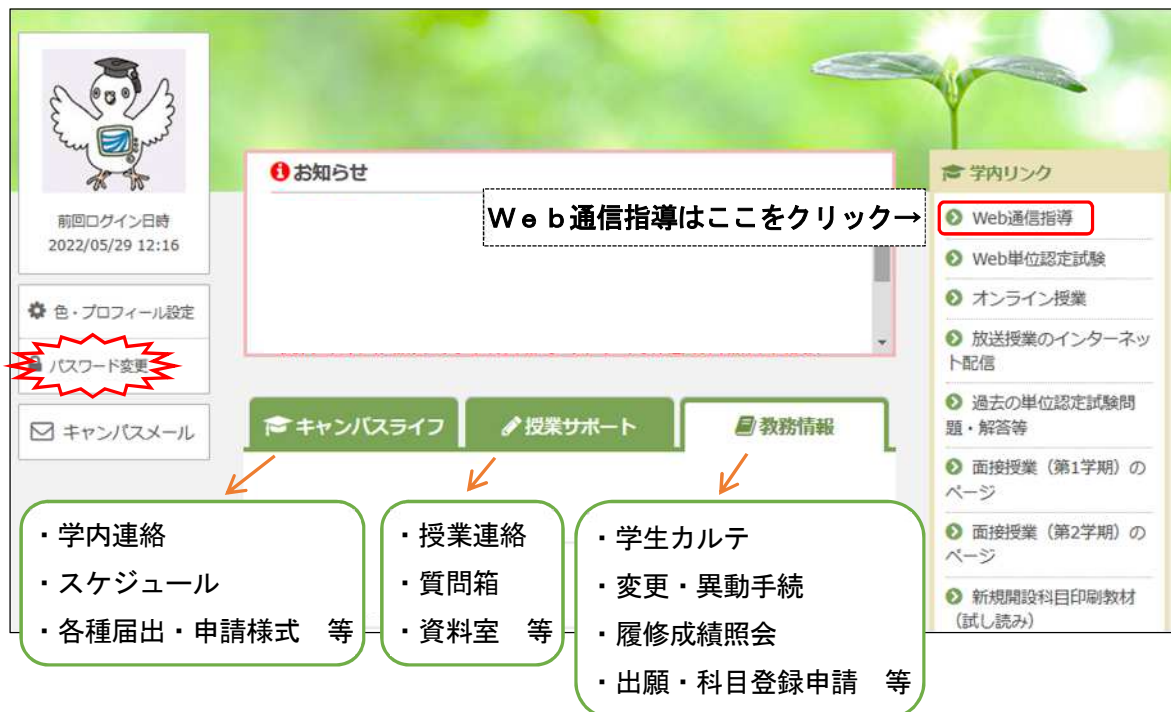 前回ログイン日時
2022/05/29 12:16
色・プロフィール設定
パスワード変更
キャンパスメール
お知らせ
Ｗｅｂ通信指導はここをクリック→
キャンパスライフ
授業サポート
教務情報
・学内連絡
・スケジュール
・各種届出・申請様式　等
・授業連絡
・質問箱
・資料室　等
・学生カルテ
・変更・異動手続
・履修成績照会
・出願・科目登録申請　等
学内リンク
Web通信指導
Web単位認定試験
オンライン授業
放送授業のインターネッ
ト配信
過去の単位認定試験問
題・解答等
面接授業（第1学期）の
ページ
面接授業（第2学期）の
ページ
新規開設科目印刷教材
（試し読み）